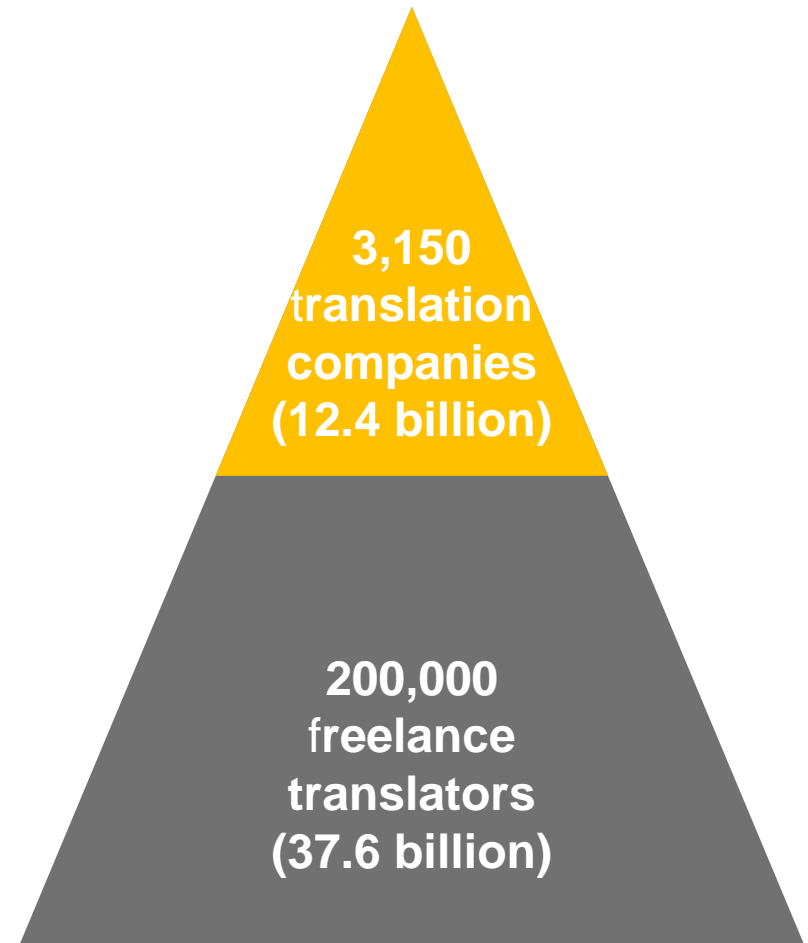 3,150
translation
companies
(12.4 billion)
200,000
freelance
translators
(37.6 billion)